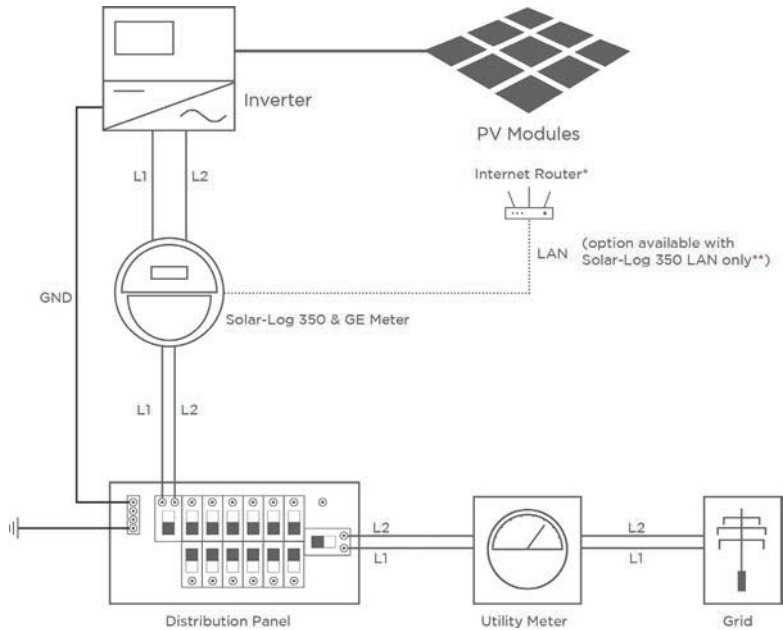 Inverter
PV Modules
Internet Router*
L1
L2
LAN
(option available with
Solar-Log 350 LAN only**)
GND
Solar-Log 350 & GE Meter
L1
L2
L2
L2
L1
L1
Distribution Panel
Utility Meter
Grid